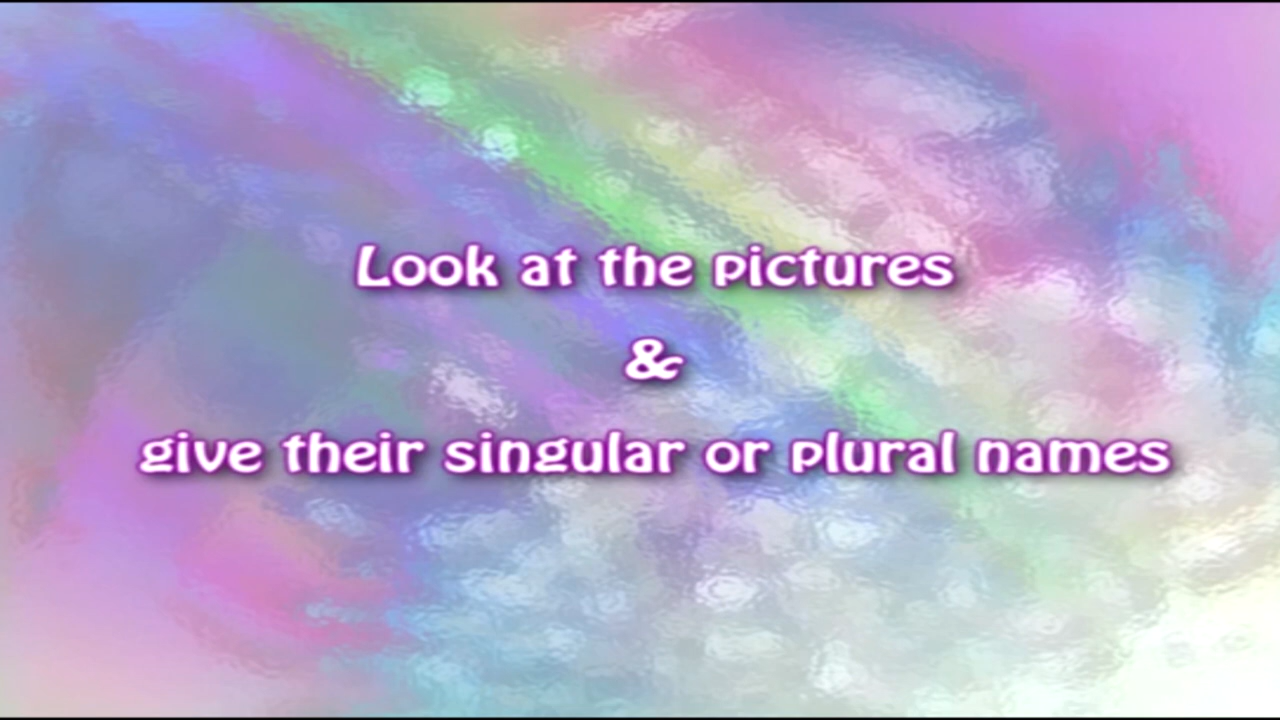 Look at the pictures
&
give their singular or plural names